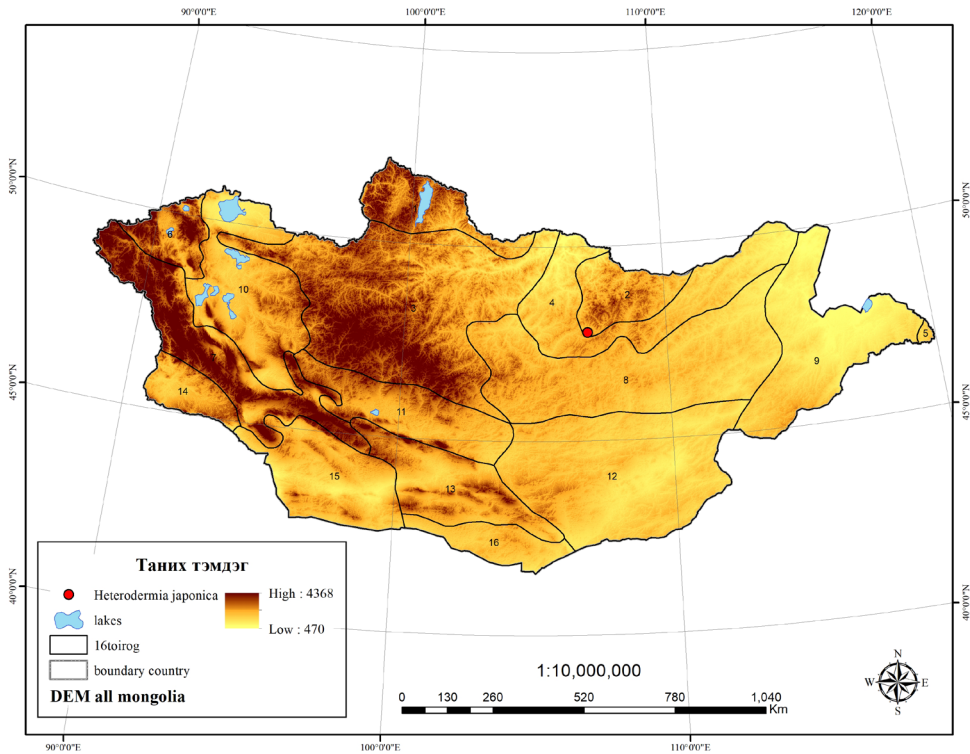 90°0'0"E 100°0'0"E 110°0'0"E 120°0'0"E
50°0'0"N 50°0'0"N
45°0'0"N 45°0'0"N
40°0'0"N 40°0'0"N
6
10
4
2
5
9
8
14
11
12
15
13
16
Таних тэмдэг
Heterodermia japonica
lakes
16toirog
boundary country
DEM all mongolia
High : 4368
Low : 470
1:10,000,000
0 130 260 520 780 1,040
Km
N
W E
S
90°0'0"E 100°0'0"E 110°0'0"E